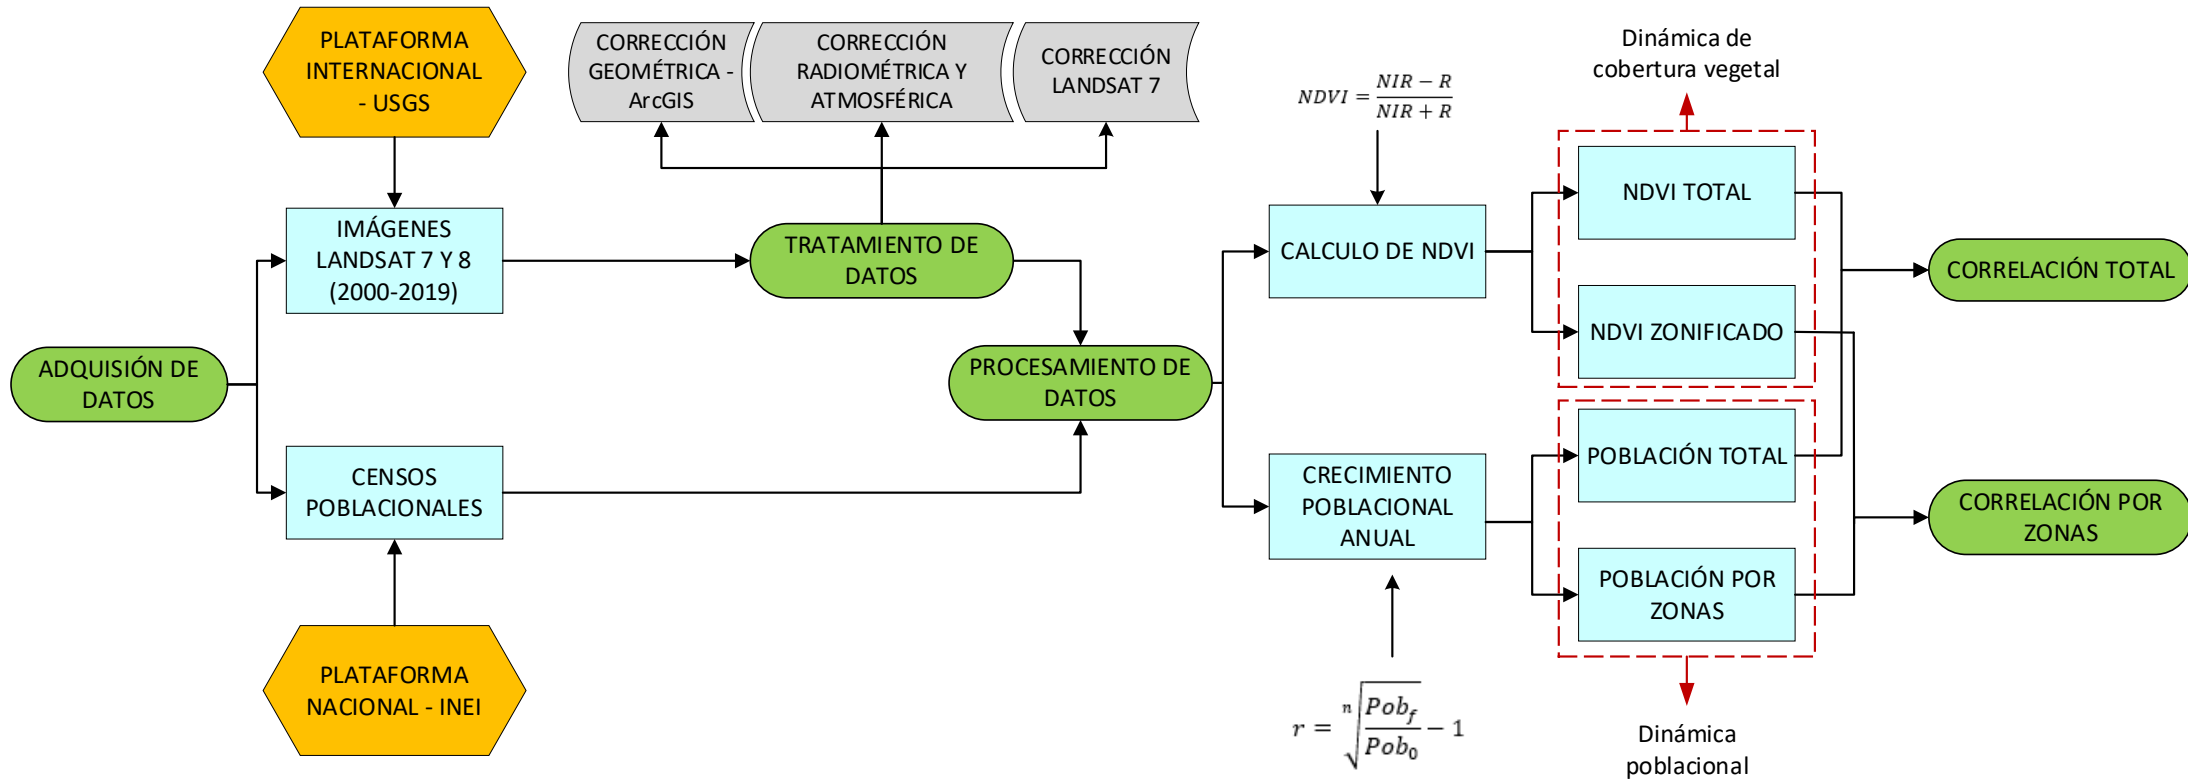 PLATAFORMA
INTERNACIONAL
- USGS
CORRECCIÓN
GEOMÉTRICA -
ArcGIS
CORRECCIÓN
RADIOMÉTRICA Y
ATMOSFÉRICA
CORRECCIÓN
LANDSAT 7
NDVI = \frac{NIR - R}{NIR + R}
Dinámica de
cobertura vegetal
IMÁGENES
LANDSAT 7 Y 8
(2000-2019)
TRATAMIENTO DE
DATOS
CALCULO DE NDVI
NDVI TOTAL
NDVI ZONIFICADO
CORRELACIÓN TOTAL
ADQUISIÓN DE
DATOS
PROCESAMIENTO DE
DATOS
CENSOS
POBLACIONALES
CRECIMIENTO
POBLACIONAL
ANUAL
POBLACIÓN TOTAL
POBLACIÓN POR
ZONAS
CORRELACIÓN POR
ZONAS
PLATAFORMA
NACIONAL - INEI
r = \sqrt[n]{\frac{Pob_f}{Pob_0}} - 1
Dinámica
poblacional